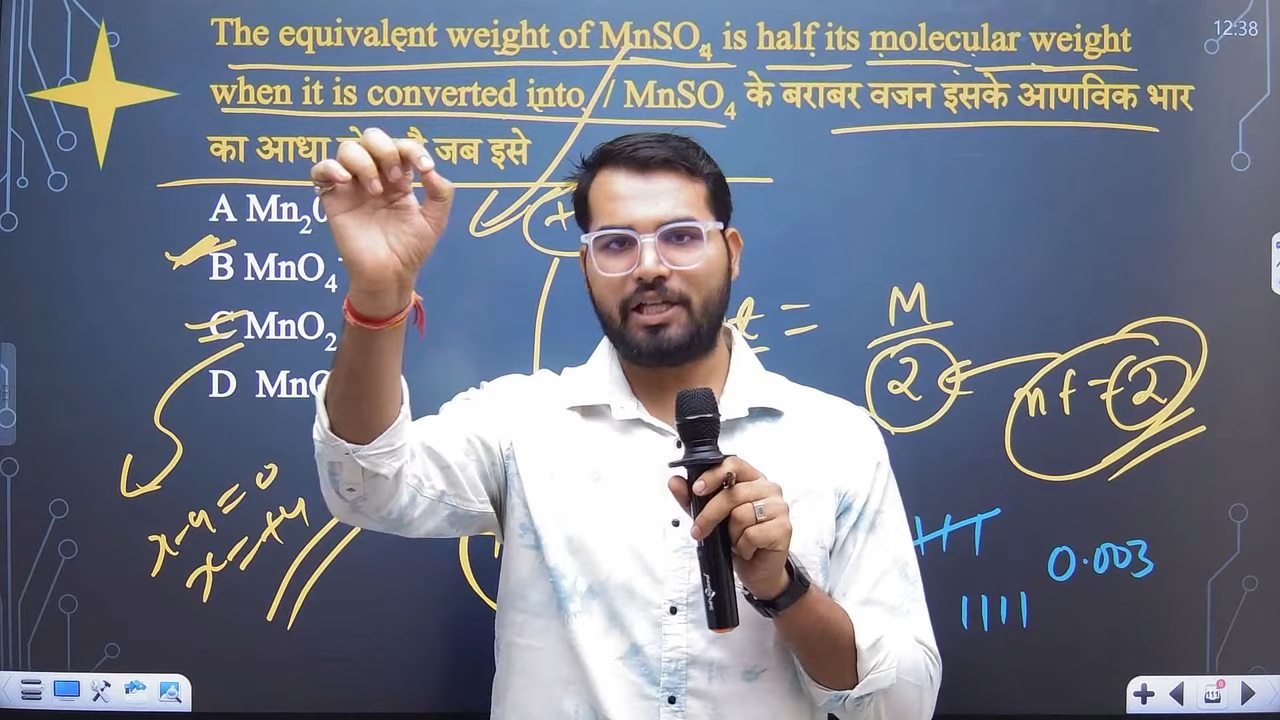 12:38
The equivalent weight of MnSO₄ is half its molecular weight
when it is converted into / MnSO₄ के बराबर वजन इसके आणविक भार
का आधा जब इसे
A Mn₂
B MnO₄
C MnO₂
D Mn
= M
2
nf = 2
x-4=0
x=+4
0.003